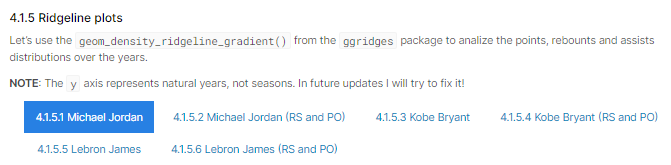 4.1.5 Ridgeline plots
Let's use the geom_density_ridgeline_gradient() from the ggridges package to analize the points, rebounds and assists
distributions over the years.
NOTE: The y axis represents natural years, not seasons. In future updates I will try to fix it!
4.1.5.1 Michael Jordan 4.1.5.2 Michael Jordan (RS and PO) 4.1.5.3 Kobe Bryant 4.1.5.4 Kobe Bryant (RS and PO)
4.1.5.5 Lebron James 4.1.5.6 Lebron James (RS and PO)